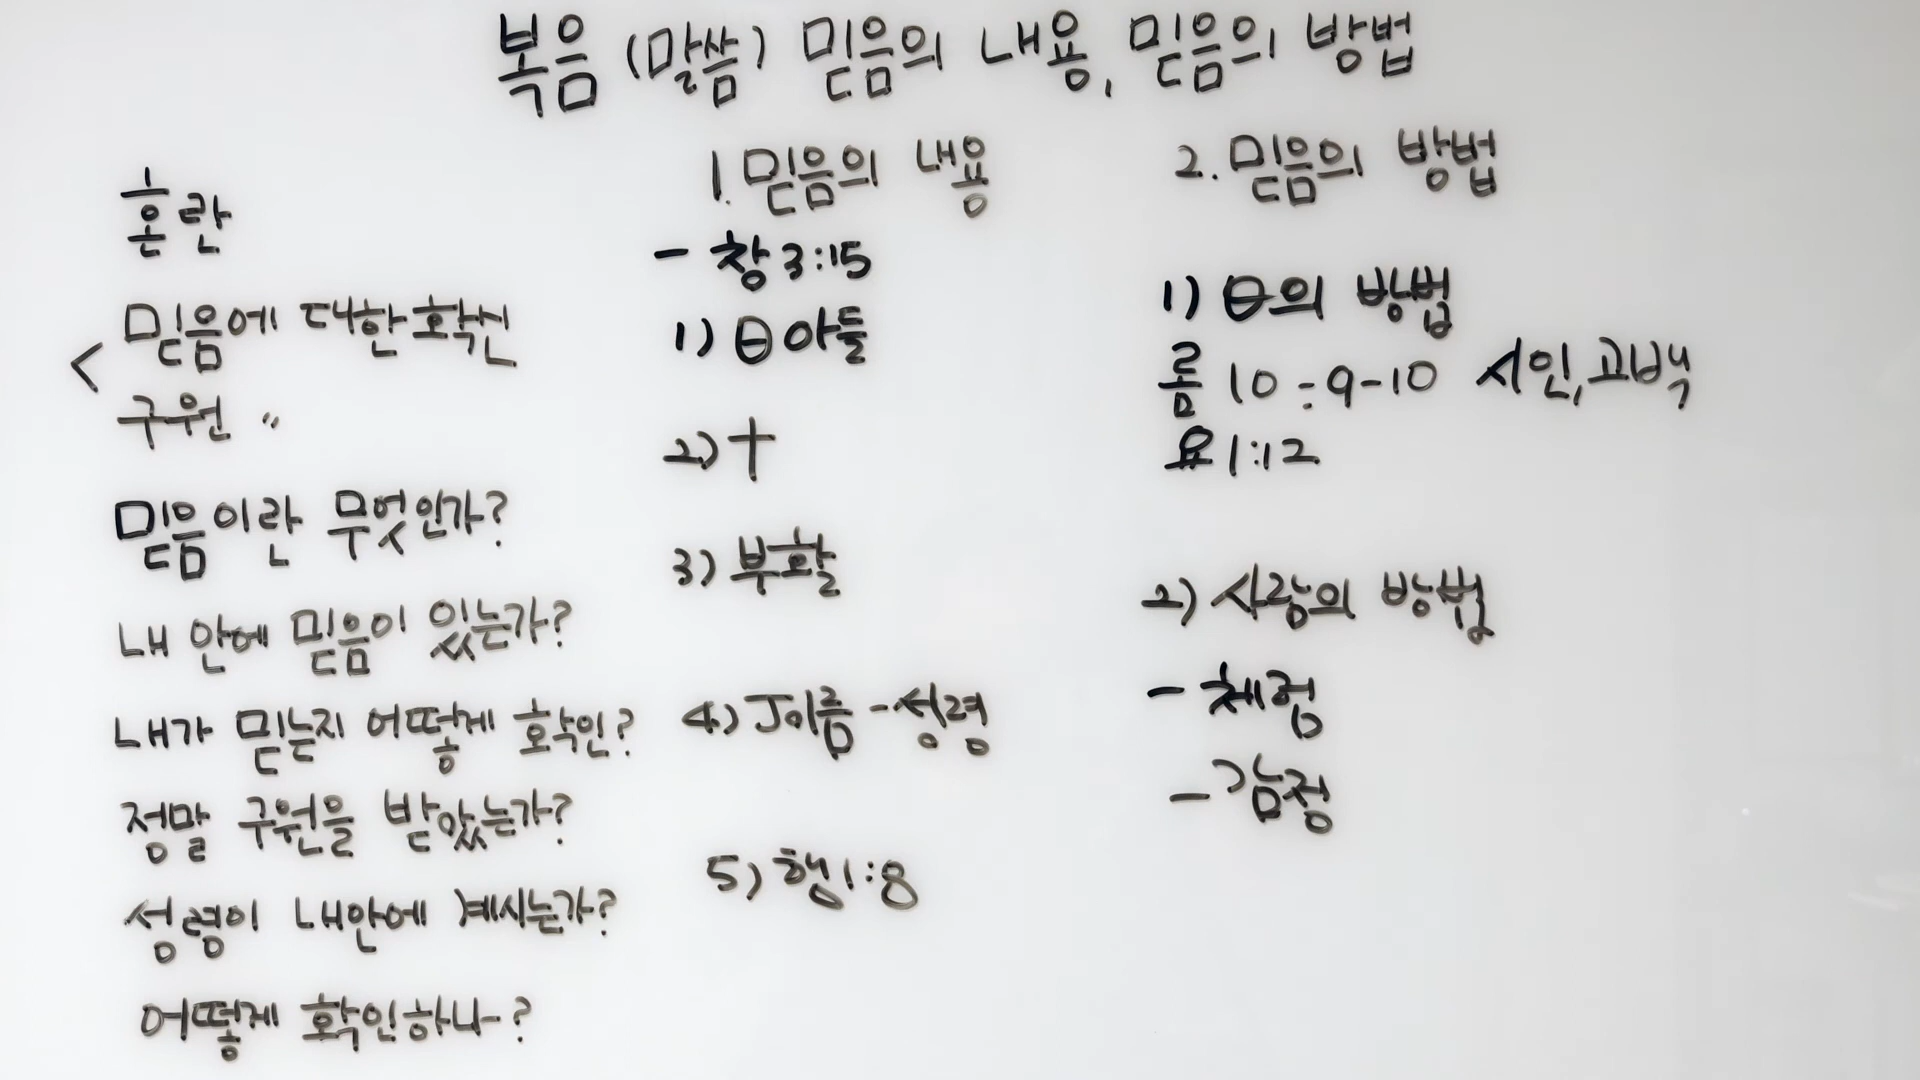 복음 (말씀) 믿음의 내용, 믿음의 방법
혼란
< 믿음에 대한 확신
구원 〃
믿음이란 무엇인가?
내 안에 믿음이 있는가?
내가 믿는지 어떻게 확인?
정말 구원을 받았는가?
성령이 내안에 계시는가?
어떻게 확인하나?
1. 믿음의 내용
- 창 3:15
1) Θ아들
2) †
3) 부활
4) J이름 - 성령
5) 행1:8
2. 믿음의 방법
1) Θ의 방법
롬 10:9-10 시인, 고백
요 1:12
2) 사람의 방법
- 체험
- 감정